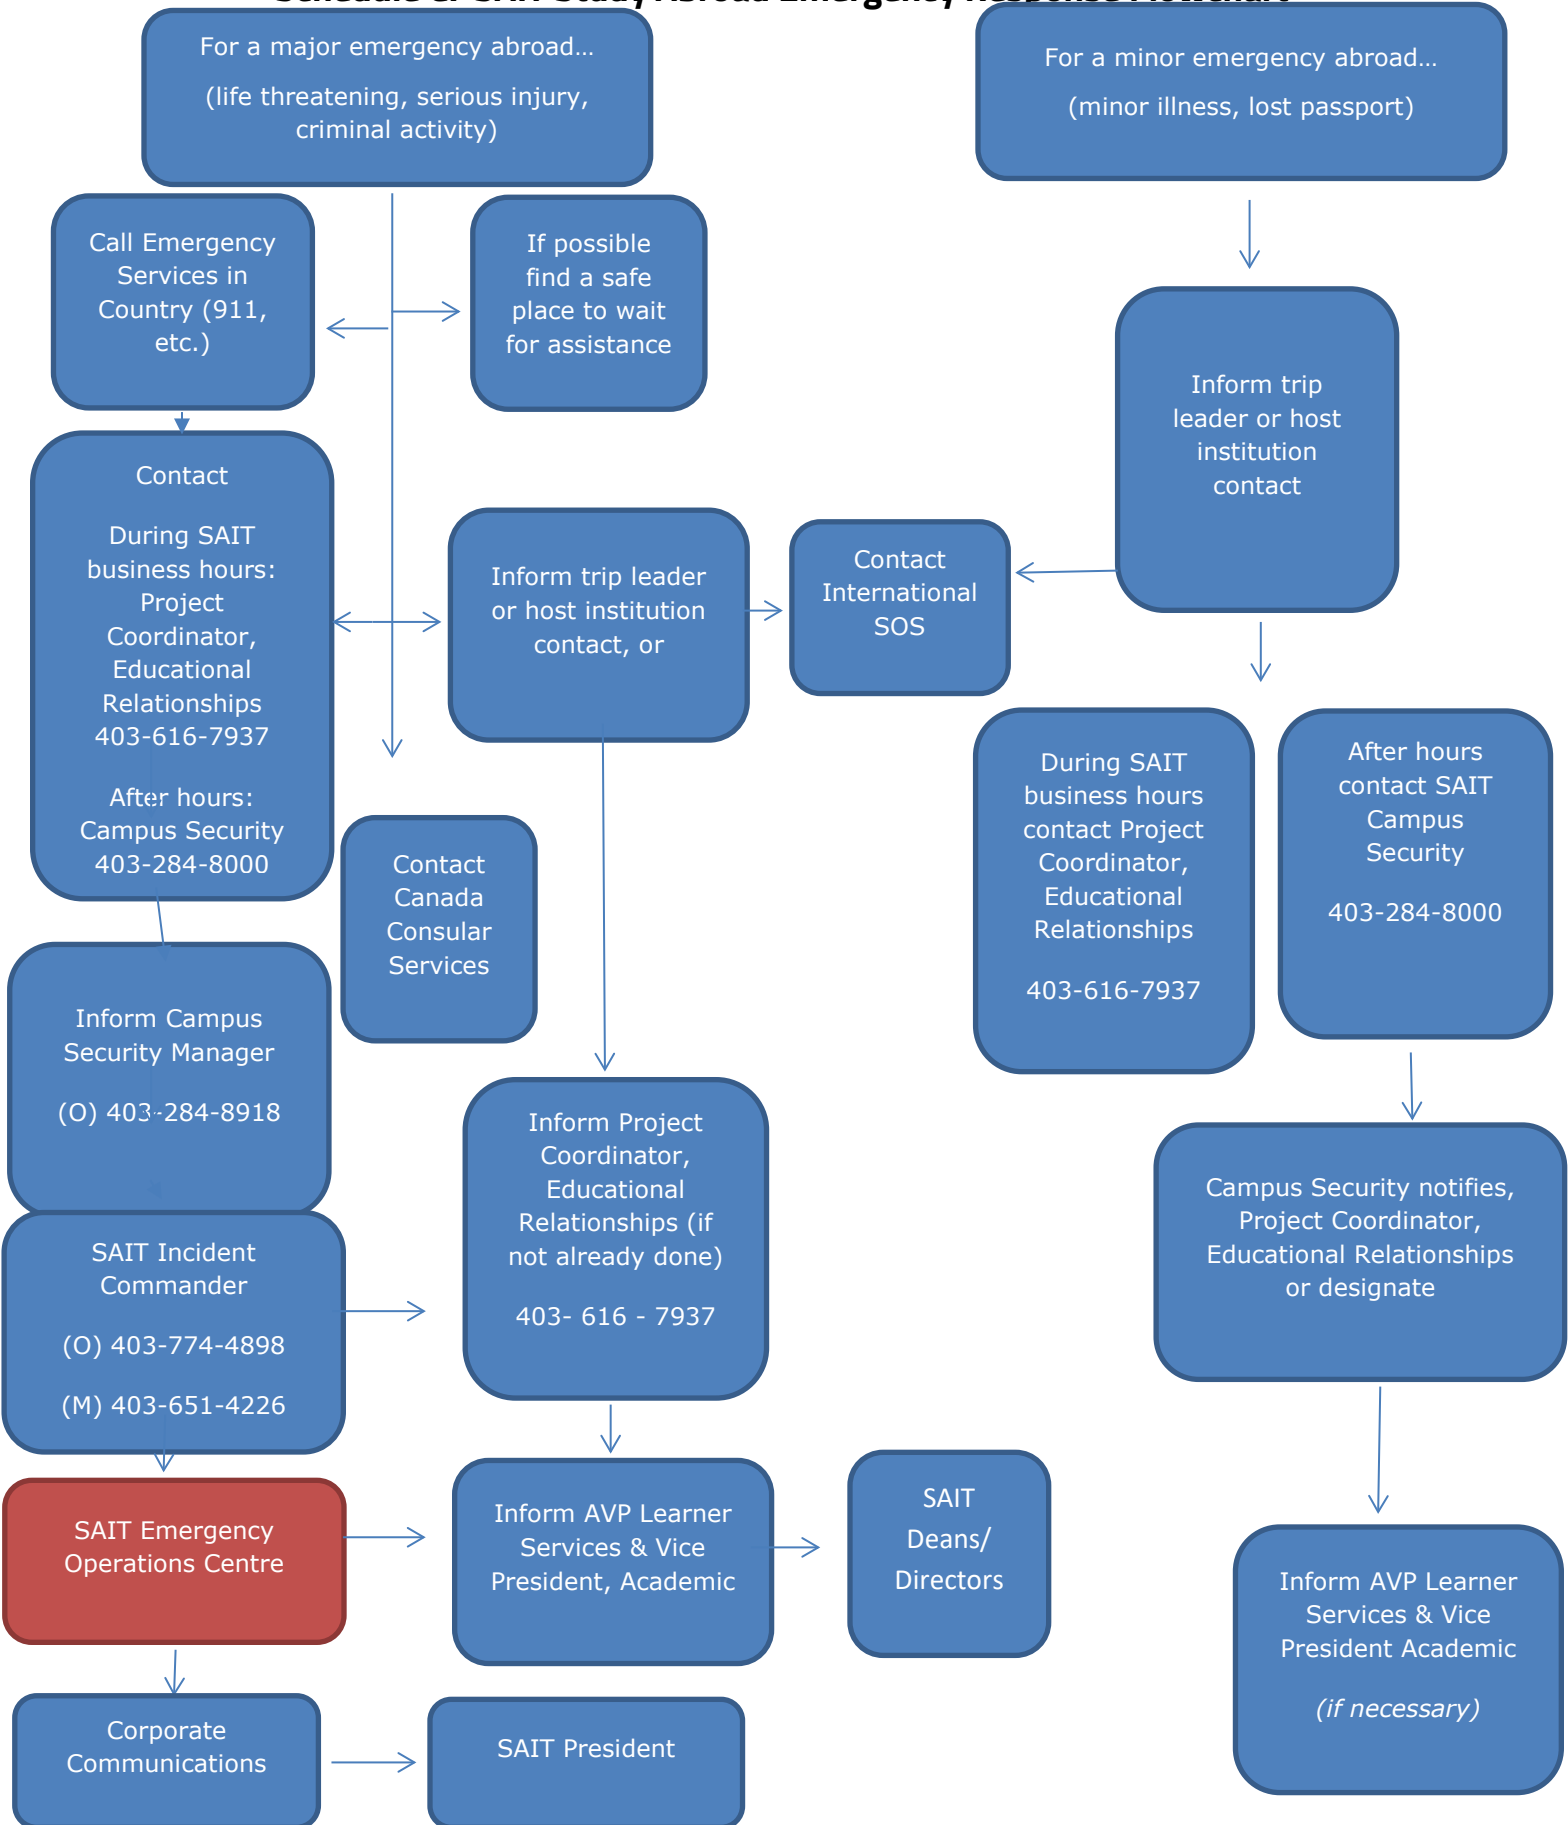 For a major emergency abroad…
(life threatening, serious injury,
criminal activity)
For a minor emergency abroad…
(minor illness, lost passport)
Call Emergency
Services in
Country (911,
etc.)
If possible
find a safe
place to wait
for assistance
Inform trip
leader or host
institution
contact
Contact
During SAIT
business hours:
Project
Coordinator,
Educational
Relationships
403-616-7937
After hours:
Campus Security
403-284-8000
Inform trip leader
or host institution
contact, or
Contact
International
SOS
Contact
Canada
Consular
Services
During SAIT
business hours
contact Project
Coordinator,
Educational
Relationships
403-616-7937
After hours
contact SAIT
Campus
Security
403-284-8000
Inform Campus
Security Manager
(O) 403-284-8918
Inform Project
Coordinator,
Educational
Relationships (if
not already done)
403- 616 - 7937
Campus Security notifies,
Project Coordinator,
Educational Relationships
or designate
SAIT Incident
Commander
(O) 403-774-4898
(M) 403-651-4226
SAIT Emergency
Operations Centre
Inform AVP Learner
Services & Vice
President, Academic
SAIT
Deans/
Directors
Inform AVP Learner
Services & Vice
President Academic
(if necessary)
Corporate
Communications
SAIT President